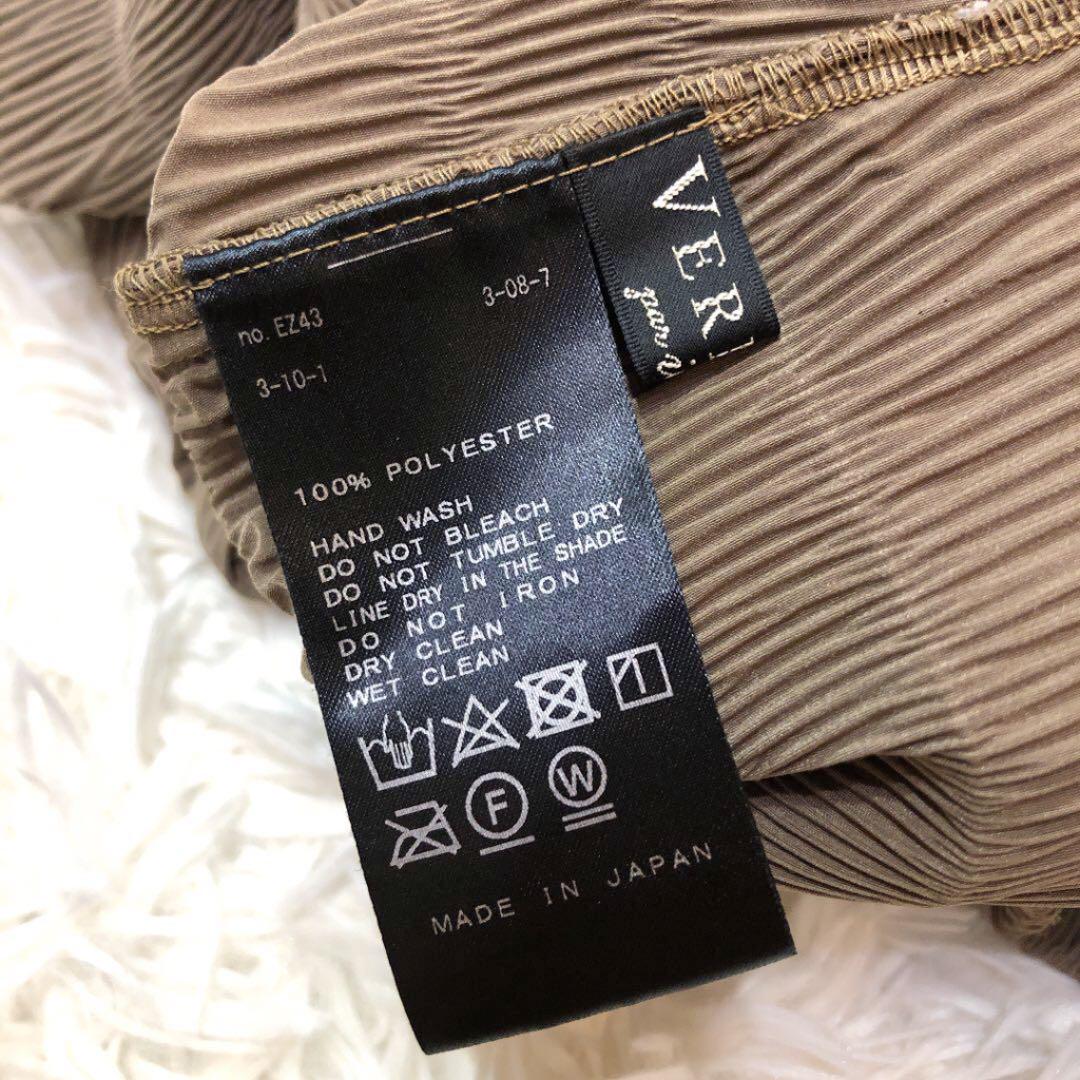 no. EZ43
3-08-7
3-10-1
100% POLYESTER
HAND WASH
DO NOT BLEACH
DO NOT TUMBLE DRY
LINE DRY IN THE SHADE
DO NOT IRON
DRY CLEAN
WET CLEAN
F
W
MADE IN JAPAN
VER
par